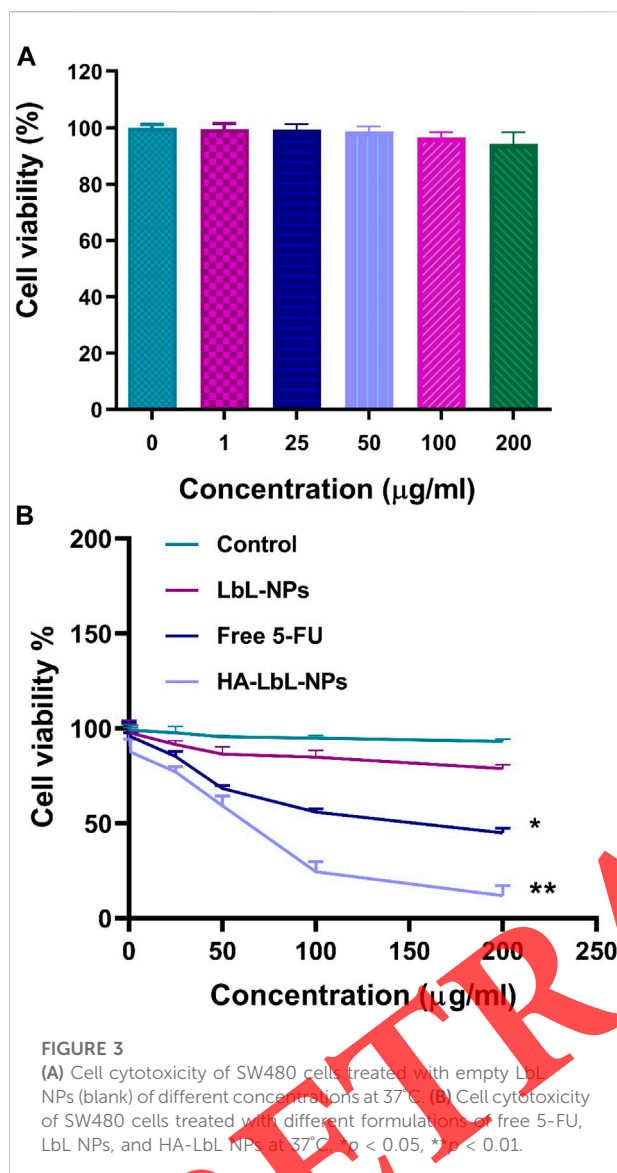 A
Cell viability (%)
120
100
80
60
40
20
0
0 1 25 50 100 200
Concentration (μg/ml)
B
Cell viability %
200
150
100
50
0
Control
LbL-NPs
Free 5-FU
HA-LbL-NPs
*
**
0 50 100 150 200 250
Concentration (μg/ml)
FIGURE 3
(A) Cell cytotoxicity of SW480 cells treated with empty LbL
NPs (blank) of different concentrations at 37°C. (B) Cell cytotoxicity
of SW480 cells treated with different formulations of free 5-FU,
LbL NPs, and HA-LbL NPs at 37°C. *p < 0.05, **p < 0.01.
RETRA